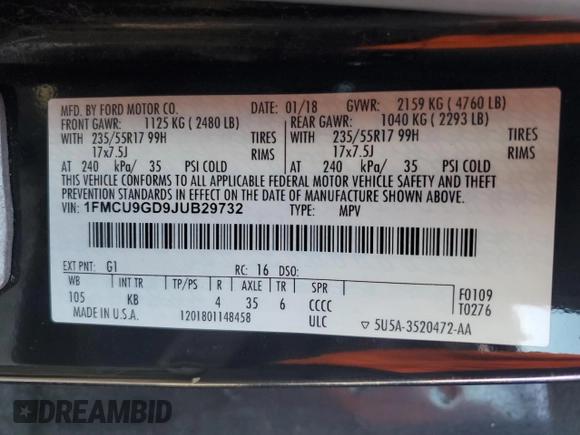 MFD. BY FORD MOTOR CO. DATE: 01/18 GVWR: 2159 KG ( 4760 LB)
FRONT GAWR: 1125 KG ( 2480 LB) REAR GAWR: 1040 KG ( 2293 LB)
WITH 235/55R17 99H TIRES WITH 235/55R17 99H TIRES
17x7.5J RIMS 17x7.5J RIMS
AT 240 kPa/ 35 PSI COLD AT 240 kPa/ 35 PSI COLD
THIS VEHICLE CONFORMS TO ALL APPLICABLE FEDERAL MOTOR VEHICLE SAFETY AND THEFT
PREVENTION STANDARDS IN EFFECT ON THE DATE OF MANUFACTURE SHOWN ABOVE.
VIN: 1FMCU9GD9JUB29732 TYPE: MPV
EXT PNT: G1 RC: 16 DSO:
WB INT TR TP/PS R AXLE TR SPR F0109
105 KB 4 35 6 CCCC T0276
MADE IN U.S.A. 1201801148458 ULC ▽ 5U5A-3520472-AA
DREAMBID